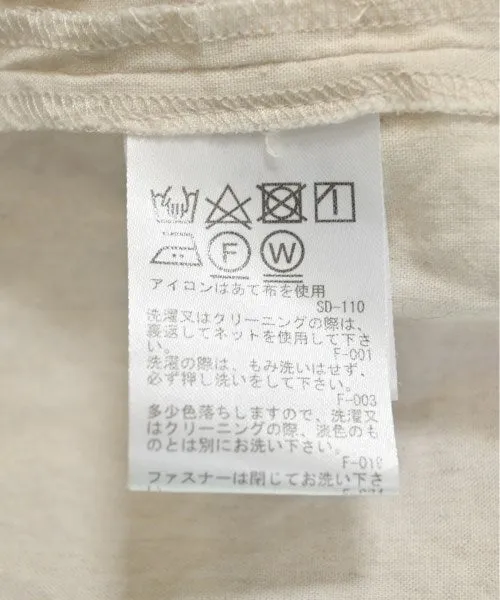 F W
アイロンはあて布を使用
SD-110
洗濯又はクリーニングの際は、
裏返してネットを使用して下さ
い。
F-001
洗濯の際は、もみ洗いはせず、
必ず押し洗いをして下さい。
F-003
多少色落ちしますので、洗濯又
はクリーニングの際、淡色のも
のとは別にお洗い下さい。
F-018
ファスナーは閉じてお洗い下さ